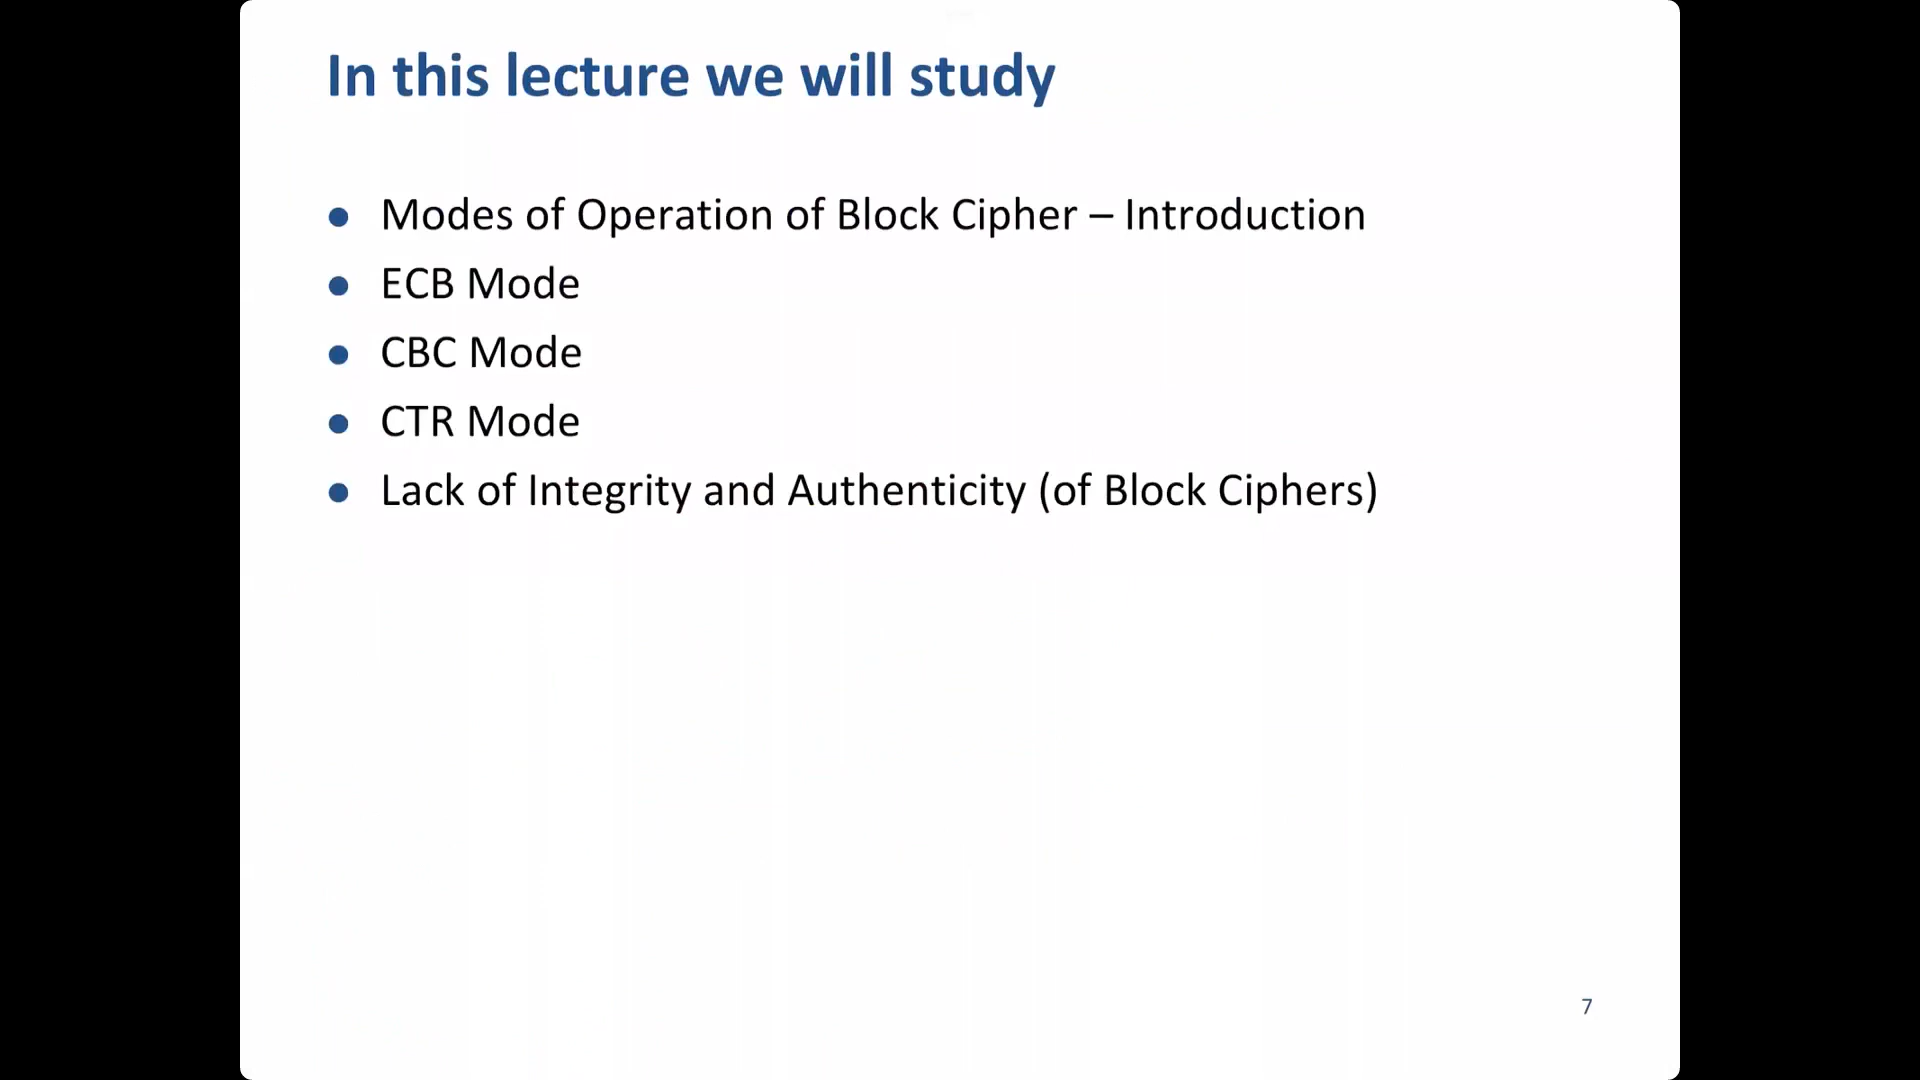 In this lecture we will study
● Modes of Operation of Block Cipher – Introduction
● ECB Mode
● CBC Mode
● CTR Mode
● Lack of Integrity and Authenticity (of Block Ciphers)
7